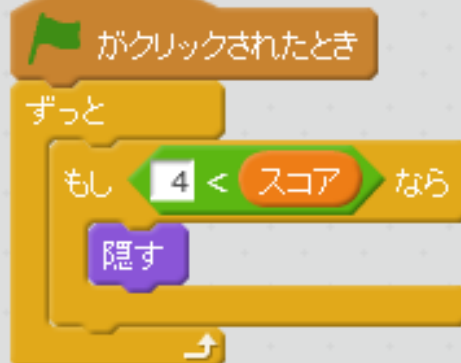 がクリックされたとき
ずっと
もし 4 < スコア なら
隠す